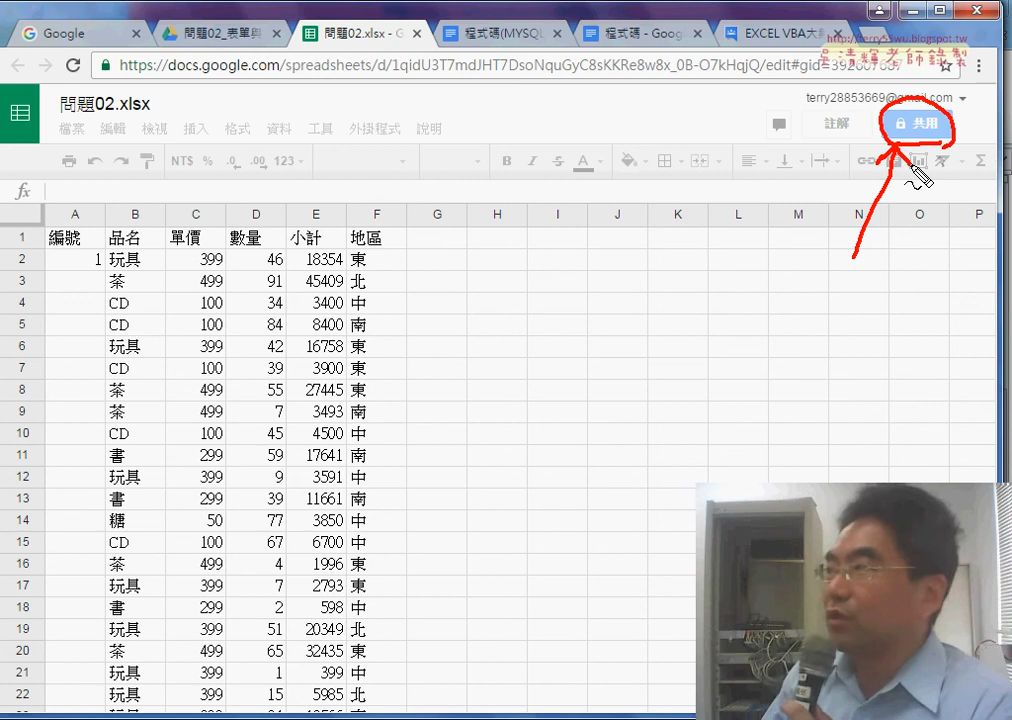 Google
問題02_表單與
問題02.xlsx - G
程式碼(MYSQL
程式碼 - Goog
EXCEL VBA大
http://terry55wu.blogspot.tw
吳清輝老師錄製
https://docs.google.com/spreadsheets/d/1qidU3T7mdJHT7DsoNquGyC8sKKRe8w8x_0B-O7kHqjQ/edit#gid=39260
問題02.xlsx
terry28853669@gmail.com
檔案 編輯 檢視 插入 格式 資料 工具 外掛程式 說明
註解
共用
NT$ % .0 .00 123
B I S A
Σ
fx
A B C D E F G H I J K L M N O P
1 編號 品名 單價 數量 小計 地區
2 1 玩具 399 46 18354 東
3 茶 499 91 45409 北
4 CD 100 34 3400 中
5 CD 100 84 8400 南
6 玩具 399 42 16758 東
7 CD 100 39 3900 東
8 茶 499 55 27445 東
9 茶 499 7 3493 南
10 CD 100 45 4500 中
11 書 299 59 17641 南
12 玩具 399 9 3591 中
13 書 299 39 11661 南
14 糖 50 77 3850 中
15 CD 100 67 6700 中
16 茶 499 4 1996 東
17 玩具 399 7 2793 東
18 書 299 2 598 中
19 玩具 399 51 20349 北
20 茶 499 65 32435 東
21 玩具 399 1 399 中
22 玩具 399 15 5985 北